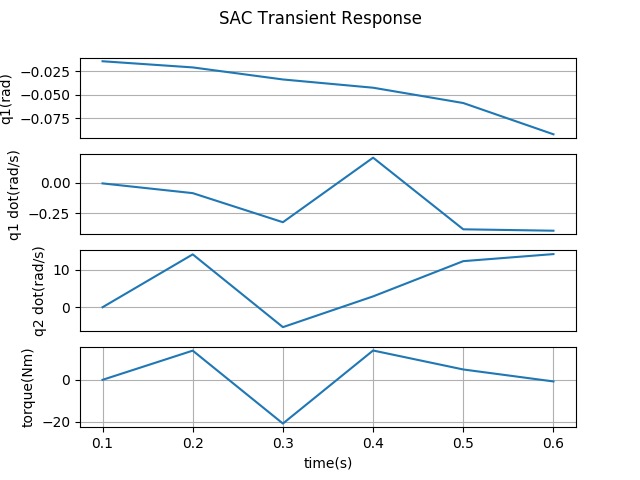 SAC Transient Response
q1(rad)
−0.025
−0.050
−0.075
q1 dot(rad/s)
0.00
−0.25
q2 dot(rad/s)
10
0
torque(Nm)
0
−20
0.1 0.2 0.3 0.4 0.5 0.6
time(s)